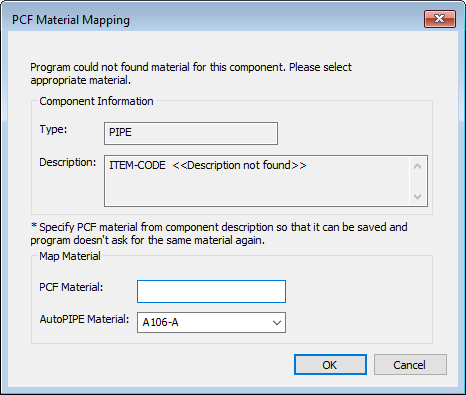 PCF Material Mapping
Program could not found material for this component. Please select
appropriate material.
Component Information
Type: PIPE
Description: ITEM-CODE <<Description not found>>
* Specify PCF material from component description so that it can be saved and
program doesn't ask for the same material again.
Map Material
PCF Material:
AutoPIPE Material: A106-A
OK Cancel